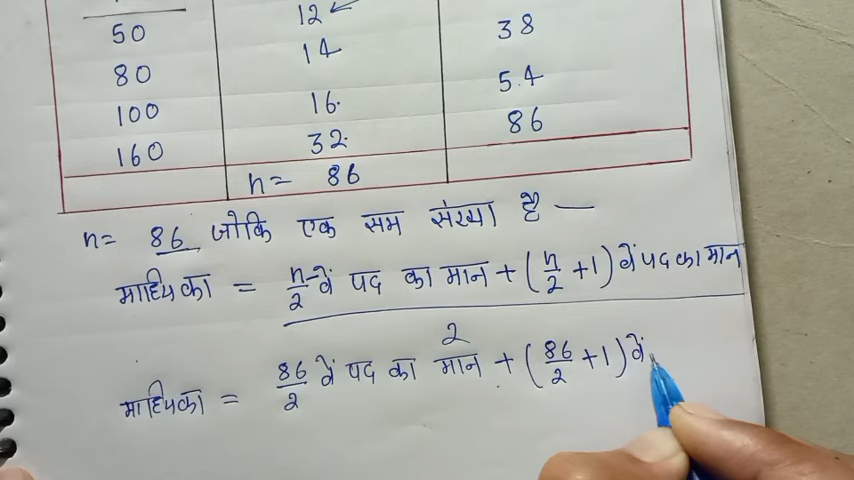 50 12 38
80 14 54
100 16 86
160 32
n = 86
n = 86 जोकि एक सम संख्या है —
माध्यिका = n/2 वें पद का मान + (n/2 + 1) वें पद का मान
2
माध्यिका = 86/2 वें पद का मान + (86/2 + 1) वें